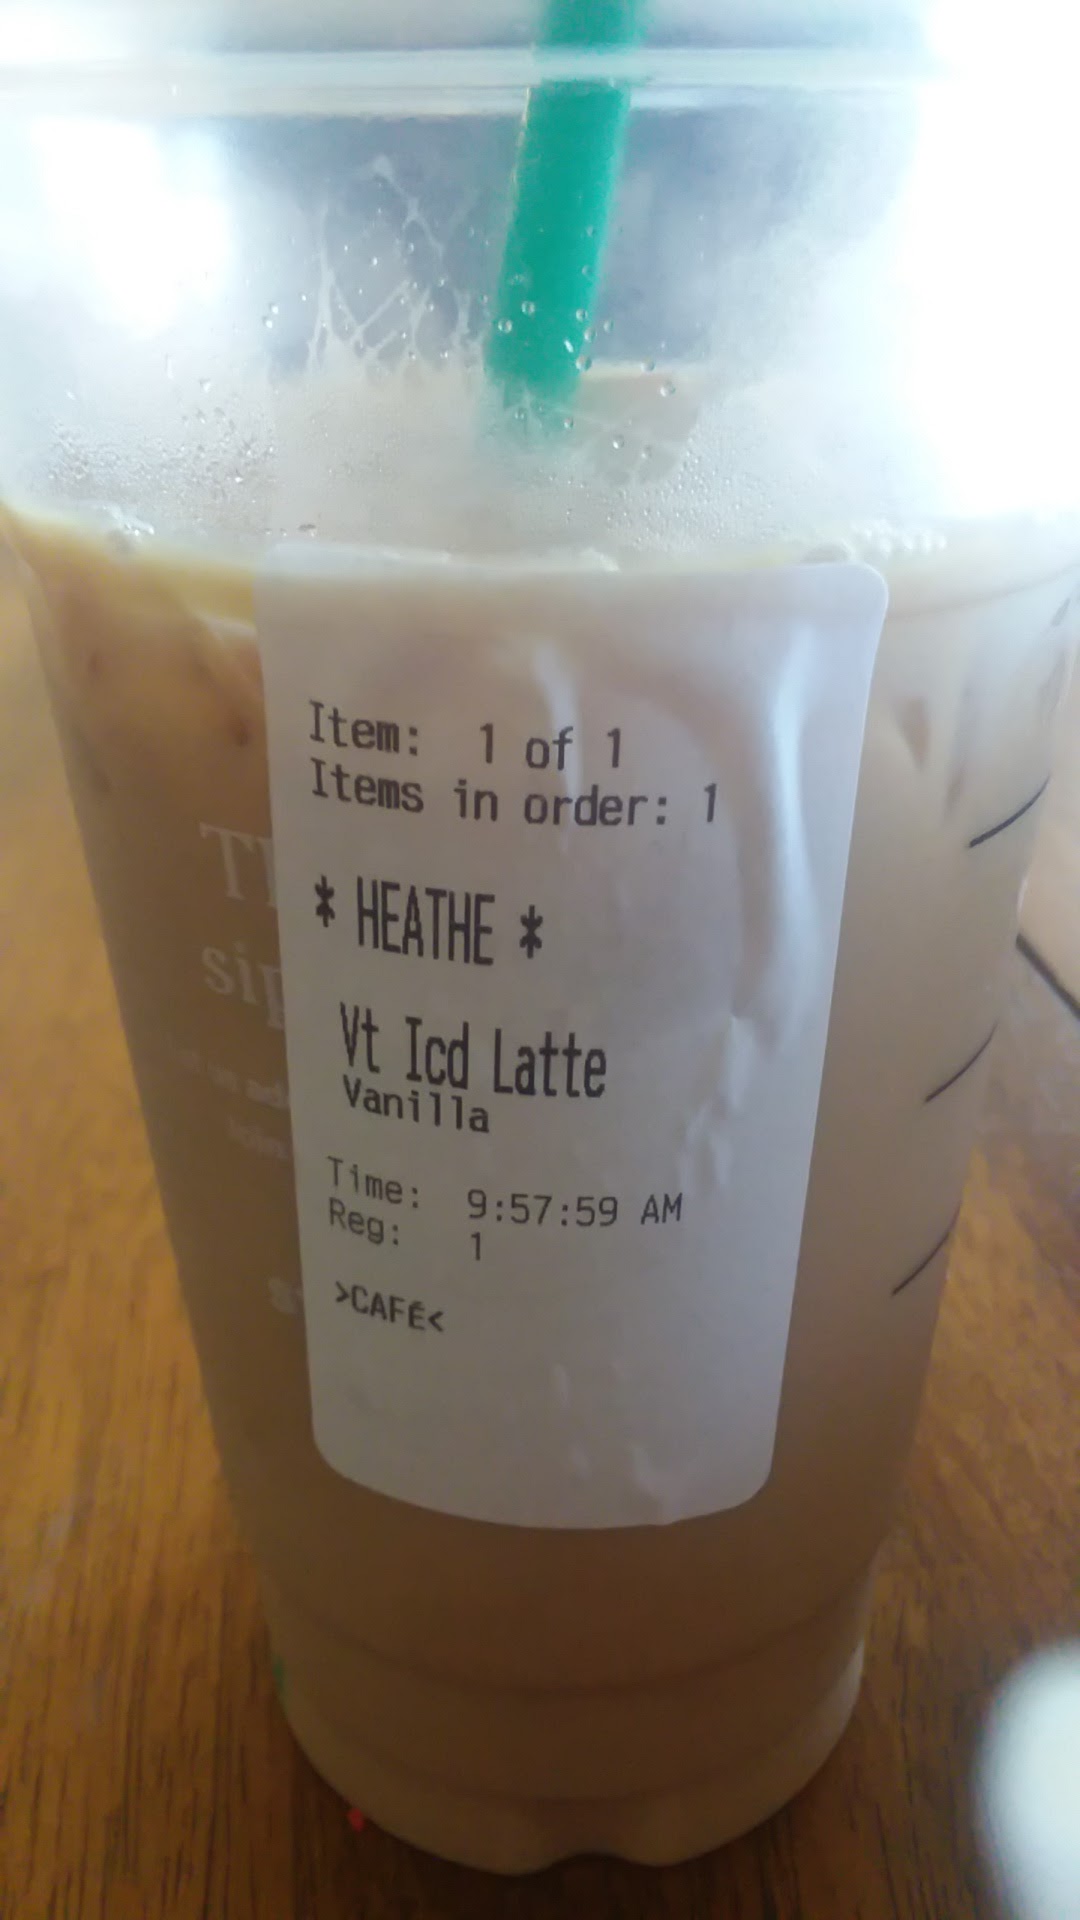 Item: 1 of 1
Items in order: 1
* HEATHE *
Vt Icd Latte
Vanilla
Time: 9:57:59 AM
Reg: 1
>CAFÉ<